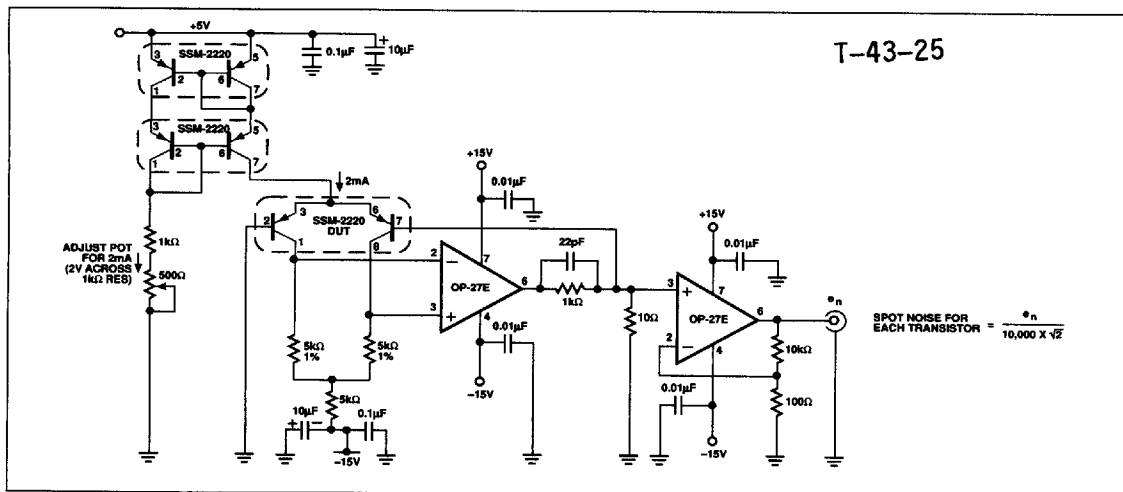 T-43-25
+5V
SSM-2220
3
2
1
5
6
7
0.1µF
+
10µF
SSM-2220
3
2
1
5
6
7
2mA
2
3
1
SSM-2220
DUT
6
7
8
1kΩ
ADJUST POT
FOR 2mA
(2V ACROSS
1kΩ RES)
500Ω
5kΩ
1%
5kΩ
1%
5kΩ
10µF
+
−
0.1µF
−15V
+15V
0.01µF
2
−
3
+
7
OP-27E
6
4
0.01µF
−15V
22pF
1kΩ
10Ω
+15V
0.01µF
3
+
2
−
7
OP-27E
6
4
0.01µF
−15V
10kΩ
100Ω
en
SPOT NOISE FOR
EACH TRANSISTOR = en
10,000 X √2